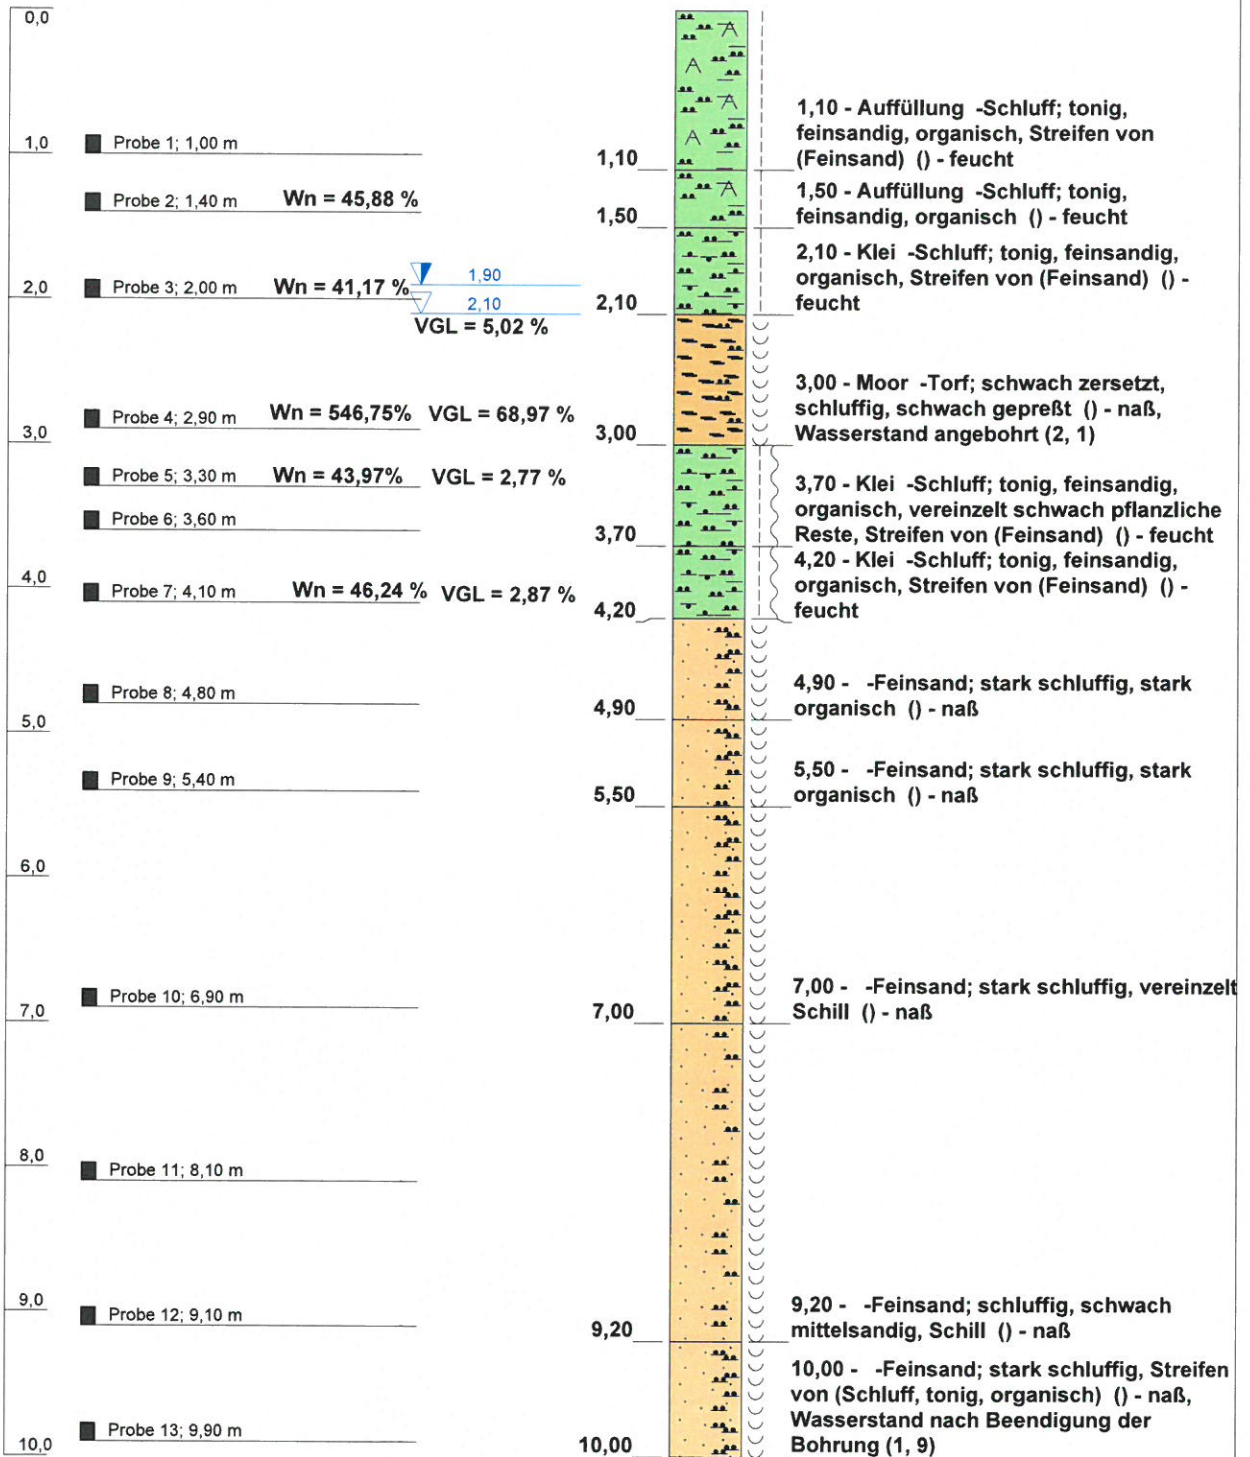 0,0
1,10 - Auffüllung -Schluff; tonig,
feinsandig, organisch, Streifen von
(Feinsand) () - feucht
1,0
Probe 1; 1,00 m
1,10
Probe 2; 1,40 m
Wn = 45,88 %
1,50
1,50 - Auffüllung -Schluff; tonig,
feinsandig, organisch () - feucht
2,10 - Klei -Schluff; tonig, feinsandig,
organisch, Streifen von (Feinsand) () -
feucht
2,0
Probe 3; 2,00 m
Wn = 41,17 %
1,90
2,10
VGL = 5,02 %
2,10
3,00 - Moor -Torf; schwach zersetzt,
schluffig, schwach gepreßt () - naß,
Wasserstand angebohrt (2, 1)
Probe 4; 2,90 m
Wn = 546,75%
VGL = 68,97 %
3,0
3,00
Probe 5; 3,30 m
Wn = 43,97%
VGL = 2,77 %
3,70 - Klei -Schluff; tonig, feinsandig,
organisch, vereinzelt schwach pflanzliche
Reste, Streifen von (Feinsand) () - feucht
Probe 6; 3,60 m
3,70
4,20 - Klei -Schluff; tonig, feinsandig,
organisch, Streifen von (Feinsand) () -
feucht
4,0
Probe 7; 4,10 m
Wn = 46,24 %
VGL = 2,87 %
4,20
Probe 8; 4,80 m
4,90
4,90 - -Feinsand; stark schluffig, stark
organisch () - naß
5,0
Probe 9; 5,40 m
5,50
5,50 - -Feinsand; stark schluffig, stark
organisch () - naß
6,0
Probe 10; 6,90 m
7,0
7,00
7,00 - -Feinsand; stark schluffig, vereinzelt
Schill () - naß
8,0
Probe 11; 8,10 m
9,0
Probe 12; 9,10 m
9,20
9,20 - -Feinsand; schluffig, schwach
mittelsandig, Schill () - naß
10,00 - -Feinsand; stark schluffig, Streifen
von (Schluff, tonig, organisch) () - naß,
Wasserstand nach Beendigung der
Bohrung (1, 9)
Probe 13; 9,90 m
10,0
10,00